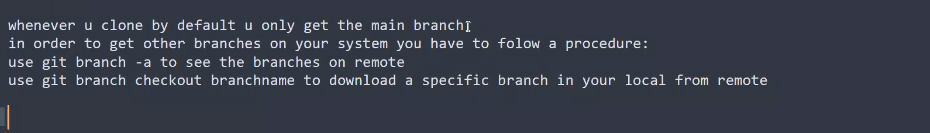 whenever u clone by default u only get the main branch
in order to get other branches on your system you have to folow a procedure:
use git branch -a to see the branches on remote
use git branch checkout branchname to download a specific branch in your local from remote